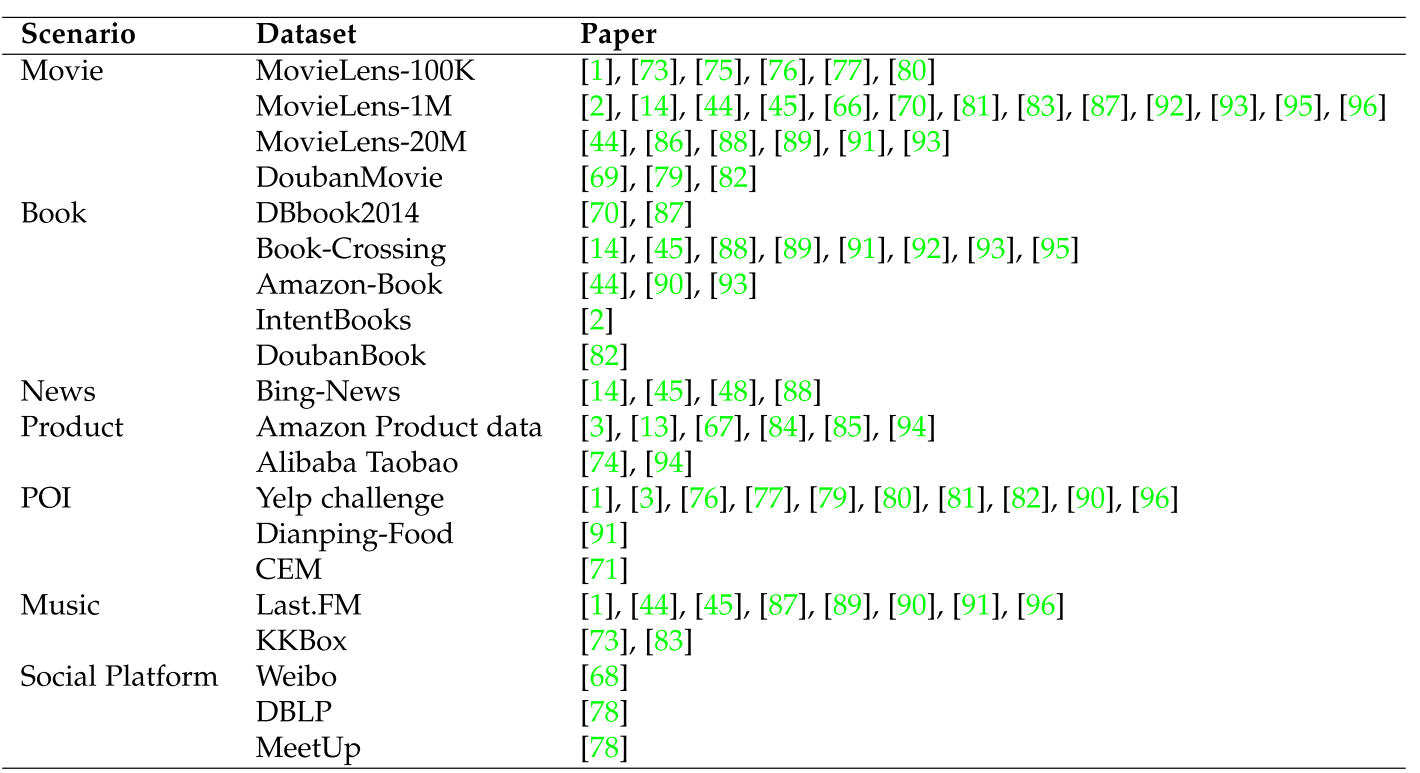 Scenario Dataset Paper
Movie MovieLens-100K [1], [73], [75], [76], [77], [80]
MovieLens-1M [2], [14], [44], [45], [66], [70], [81], [83], [87], [92], [93], [95], [96]
MovieLens-20M [44], [86], [88], [89], [91], [93]
DoubanMovie [69], [79], [82]
Book DBbook2014 [70], [87]
Book-Crossing [14], [45], [88], [89], [91], [92], [93], [95]
Amazon-Book [44], [90], [93]
IntentBooks [2]
DoubanBook [82]
News Bing-News [14], [45], [48], [88]
Product Amazon Product data [3], [13], [67], [84], [85], [94]
Alibaba Taobao [74], [94]
POI Yelp challenge [1], [3], [76], [77], [79], [80], [81], [82], [90], [96]
Dianping-Food [91]
CEM [71]
Music Last.FM [1], [44], [45], [87], [89], [90], [91], [96]
KKBox [73], [83]
Social Platform Weibo [68]
DBLP [78]
MeetUp [78]